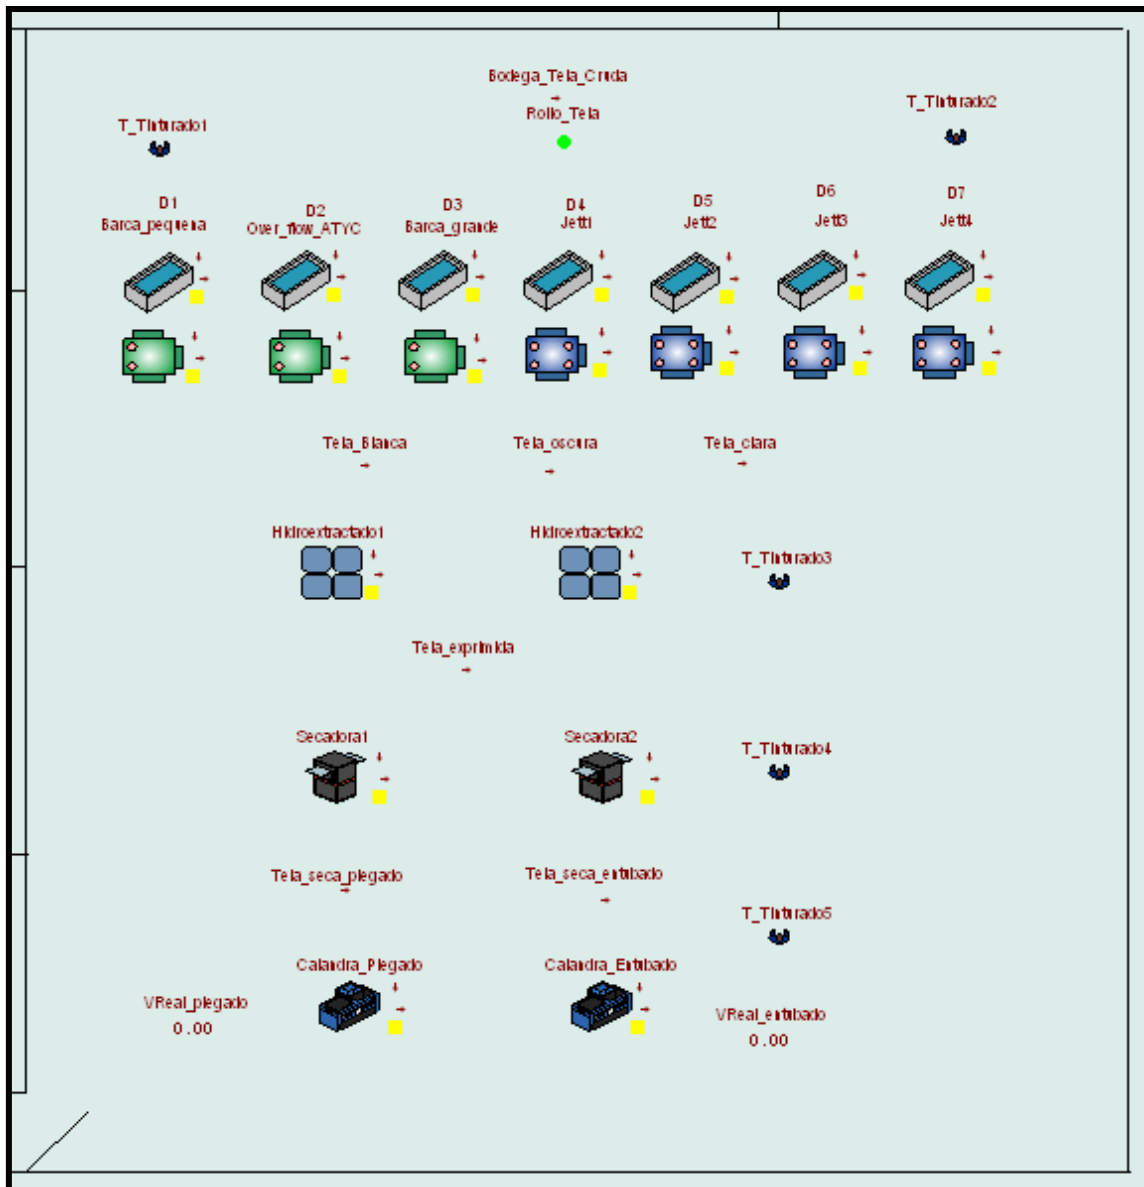 Bodega_Tela_Cruda
Rollo_Tela
T_Tinturado1
T_Tinturado2
D1
Barca_pequena
D2
Over_flow_ATYC
D3
Barca_grande
D4
Jett1
D5
Jett2
D6
Jett3
D7
Jett4
Tela_Blanca
Tela_oscura
Tela_clara
Hidroextractado1
Hidroextractado2
T_Tinturado3
Tela_exprimida
Secadora1
Secadora2
T_Tinturado4
Tela_seca_plegado
Tela_seca_entubado
T_Tinturado5
Calandra_Plegado
Calandra_Entubado
VReal_plegado
0.00
VReal_entubado
0.00